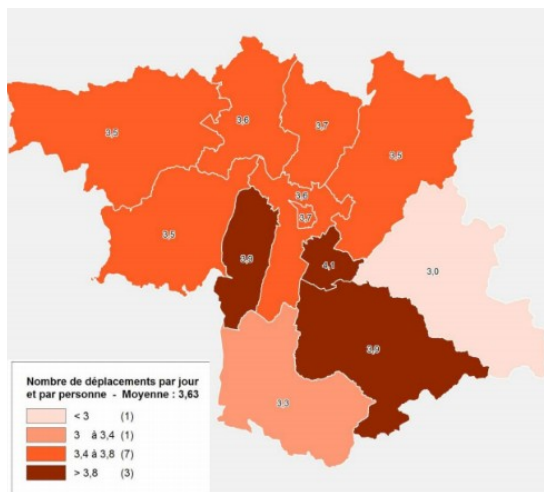 3,5
3,6
3,7
3,5
3,6
3,7
3,5
3,9
4,1
3,0
3,9
3,3
Nombre de déplacements par jour
et par personne - Moyenne : 3,63
< 3 (1)
3 à 3,4 (1)
3,4 à 3,8 (7)
> 3,8 (3)